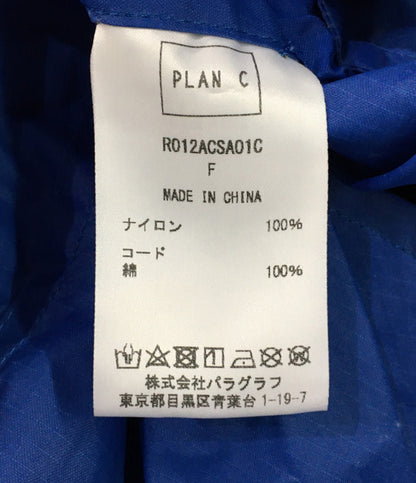 PLAN C
R012ACSA01C
F
MADE IN CHINA
ナイロン 100%
コード
綿 100%
株式会社パラグラフ
東京都目黒区青葉台1-19-7